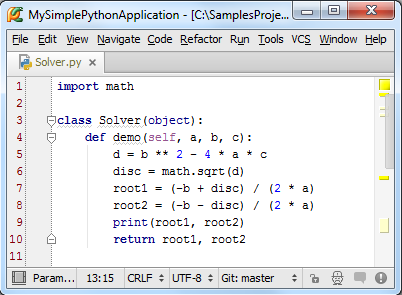 MySimplePythonApplication - [C:\SamplesProje...
File Edit View Navigate Code Refactor Run Tools VCS Window Help
Solver.py
1 import math
2
3 class Solver(object):
4 def demo(self, a, b, c):
5 d = b ** 2 - 4 * a * c
6 disc = math.sqrt(d)
7 root1 = (-b + disc) / (2 * a)
8 root2 = (-b - disc) / (2 * a)
9 print(root1, root2)
10 return root1, root2
11
Param... 13:15 CRLF UTF-8 Git: master